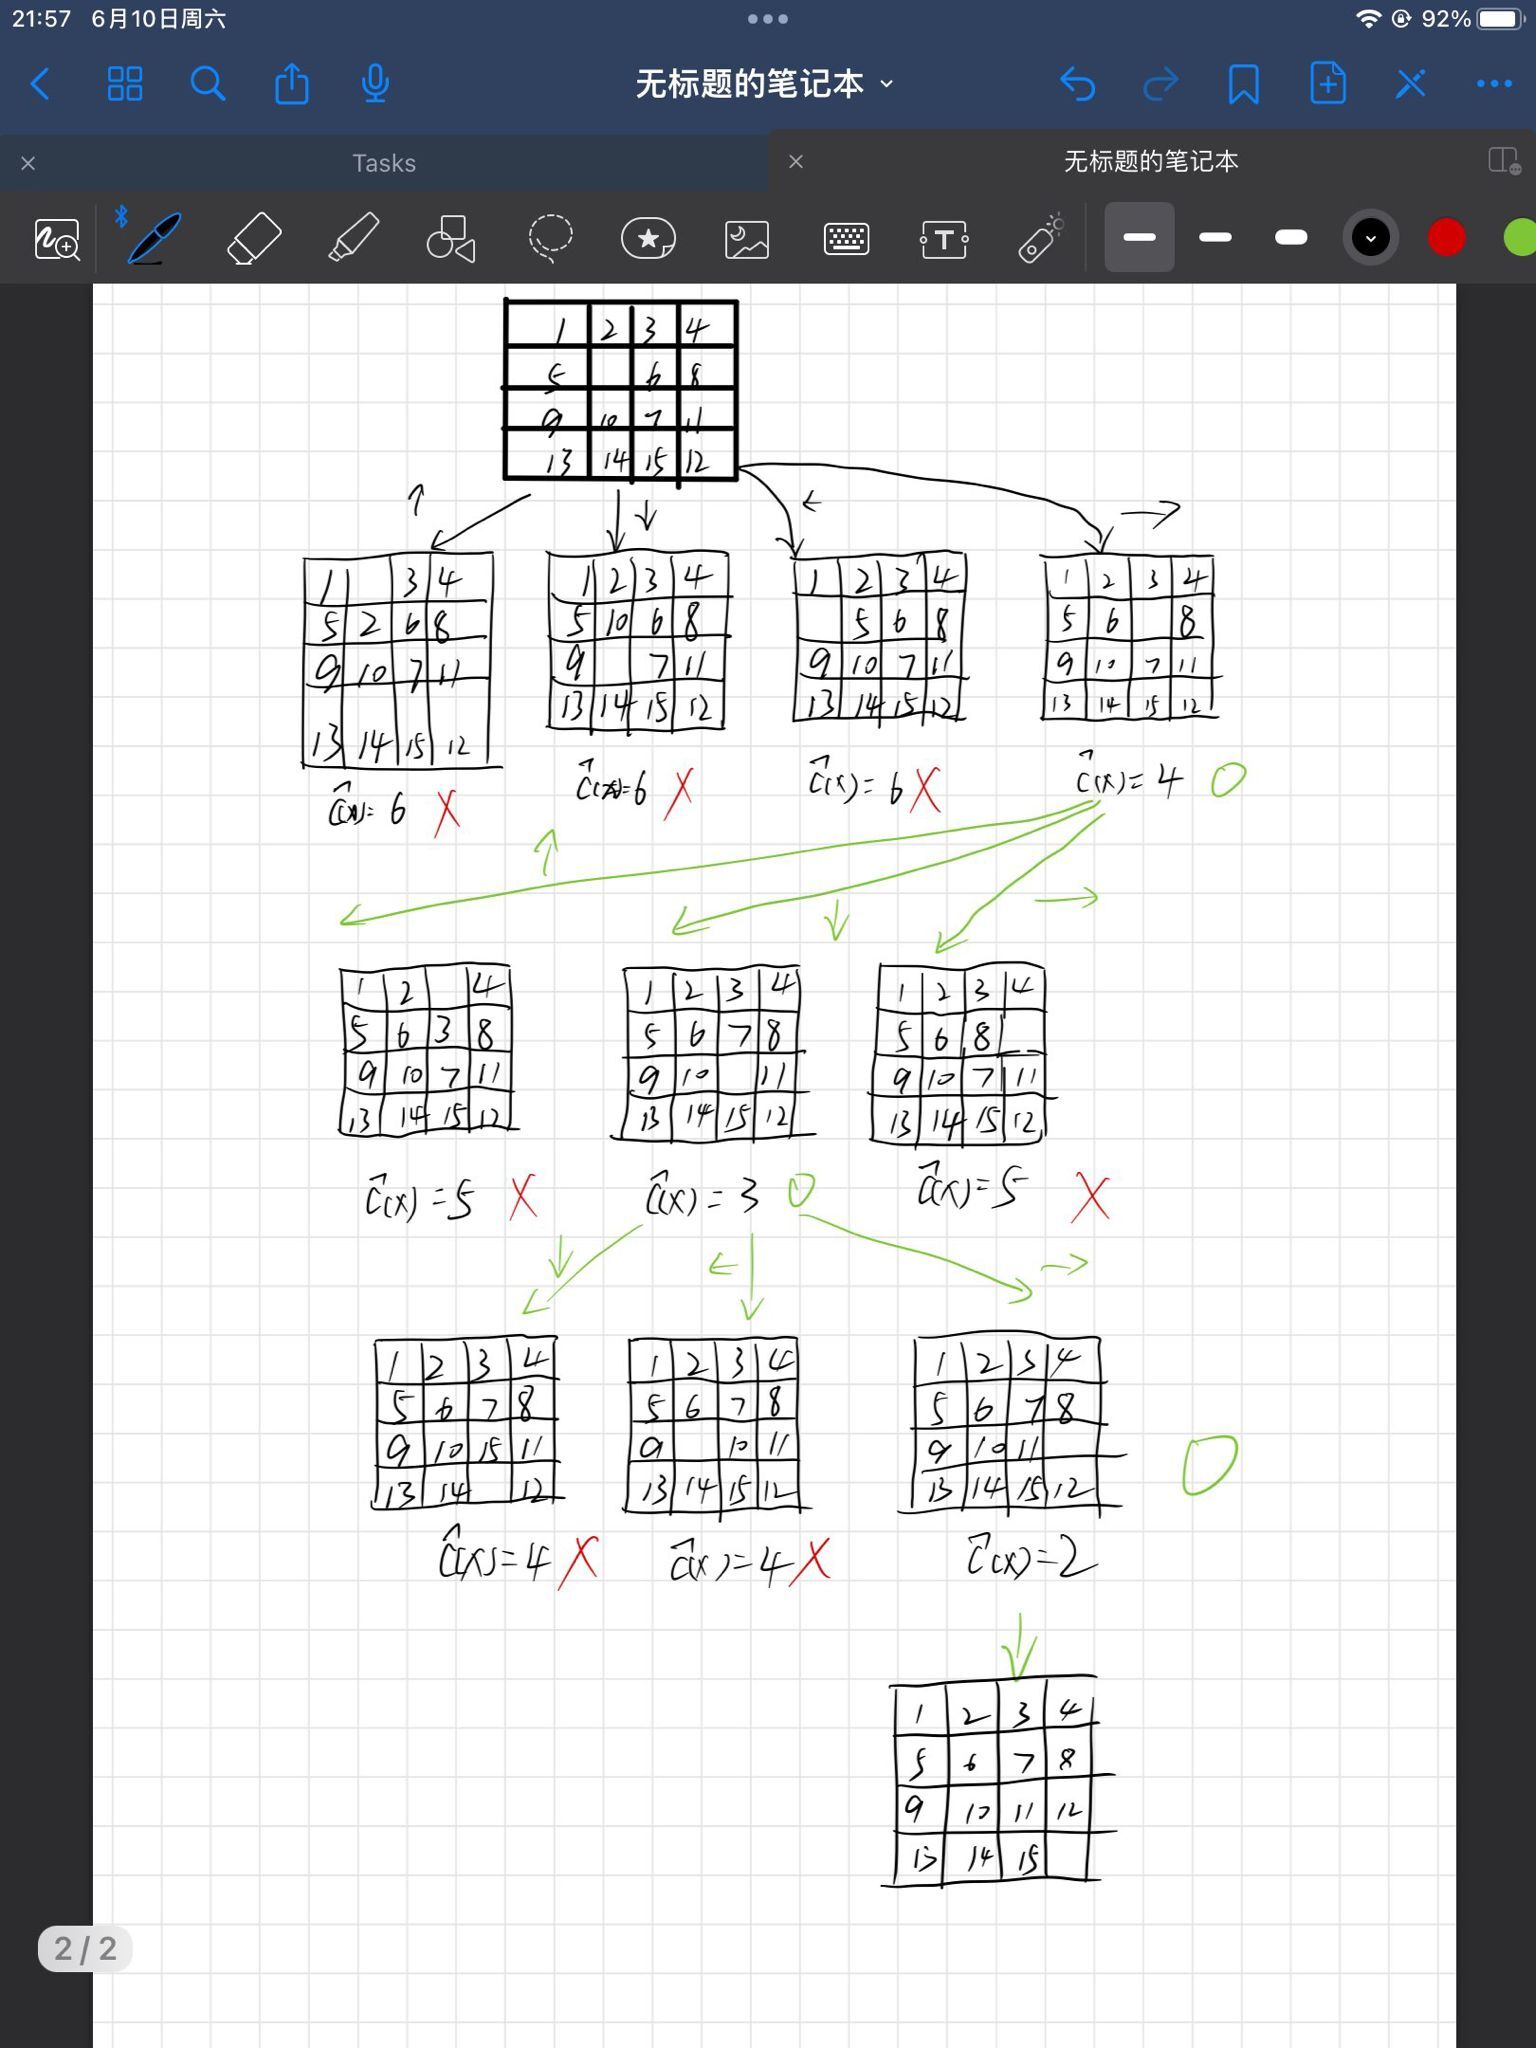 21:57 6月10日周六 92%
无标题的笔记本
Tasks 无标题的笔记本
T
1 2 3 4
5 6 8
9 10 7 11
13 14 15 12
↑ ↓ ← →
1 3 4 1 2 3 4 1 2 3 4 1 2 3 4
5 2 6 8 5 10 6 8 5 6 8 5 6 8
9 10 7 11 9 7 11 9 10 7 11 9 10 7 11
13 14 15 12 13 14 15 12 13 14 15 12 13 14 15 12
Ĉ(x)=6 X Ĉ(x)=6 X Ĉ(x)=6 X Ĉ(x)=4 O
↑ ↓ →
1 2 4 1 2 3 4 1 2 3 4
5 6 3 8 5 6 7 8 5 6 8
9 10 7 11 9 10 11 9 10 7 11
13 14 15 12 13 14 15 12 13 14 15 12
Ĉ(x)=5 X Ĉ(x)=3 O Ĉ(x)=5 X
↓ ← →
1 2 3 4 1 2 3 4 1 2 3 4
5 6 7 8 5 6 7 8 5 6 7 8
9 10 15 11 9 10 11 9 10 11
13 14 12 13 14 15 12 13 14 15 12
O
Ĉ(x)=4 X Ĉ(x)=4 X Ĉ(x)=2
↓
1 2 3 4
5 6 7 8
9 10 11 12
13 14 15
2/2